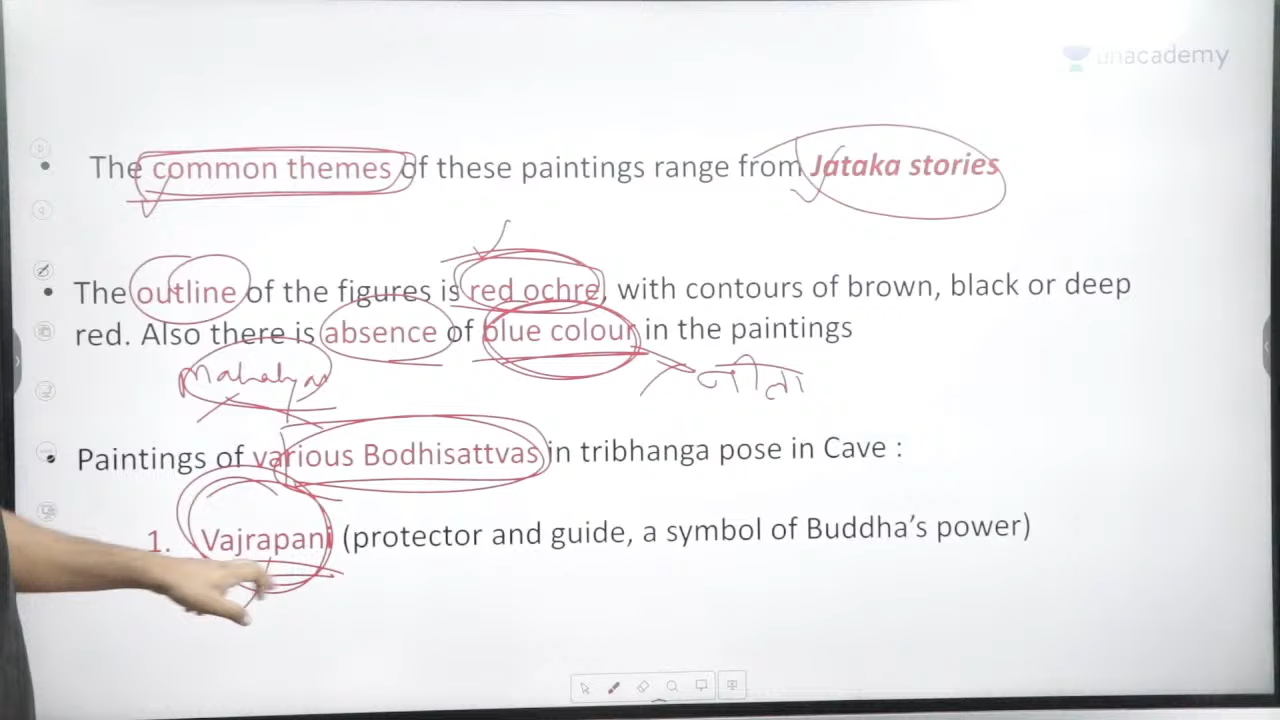 unacademy
The common themes of these paintings range from Jataka stories
The outline of the figures is red ochre, with contours of brown, black or deep
red. Also there is absence of blue colour in the paintings
Paintings of various Bodhisattvas in tribhanga pose in Cave :
1. Vajrapani (protector and guide, a symbol of Buddha’s power)